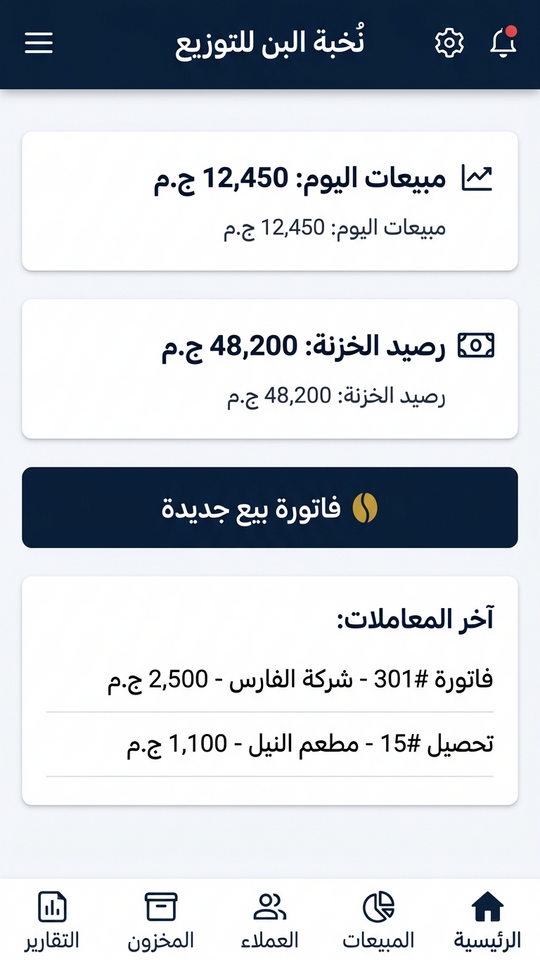 نُخبة البن للتوزيع
مبيعات اليوم: 12,450 ج.م
مبيعات اليوم: 12,450 ج.م
رصيد الخزنة: 48,200 ج.م
رصيد الخزنة: 48,200 ج.م
فاتورة بيع جديدة
آخر المعاملات:
فاتورة #301 - شركة الفارس - 2,500 ج.م
تحصيل #15 - مطعم النيل - 1,100 ج.م
الرئيسية
المبيعات
العملاء
المخزون
التقارير